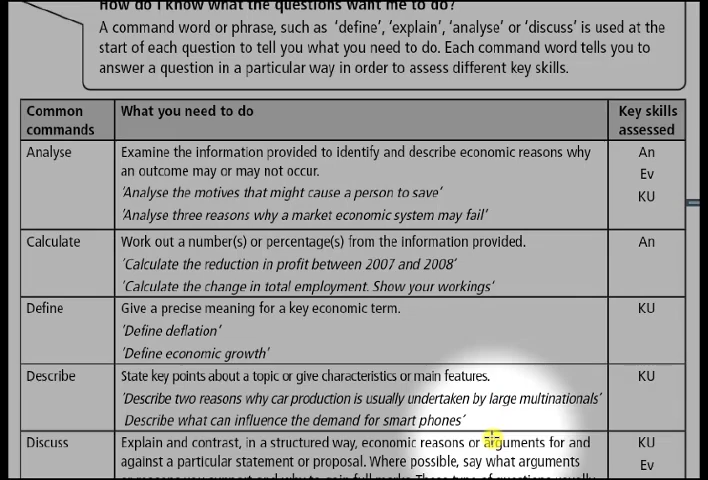 How do I know what the questions want me to do?
A command word or phrase, such as 'define', 'explain', 'analyse' or 'discuss' is used at the
start of each question to tell you what you need to do. Each command word tells you to
answer a question in a particular way in order to assess different key skills.
Common commands
What you need to do
Key skills assessed
Analyse
Examine the information provided to identify and describe economic reasons why
an outcome may or may not occur.
'Analyse the motives that might cause a person to save'
'Analyse three reasons why a market economic system may fail'
An
Ev
KU
Calculate
Work out a number(s) or percentage(s) from the information provided.
'Calculate the reduction in profit between 2007 and 2008'
'Calculate the change in total employment. Show your workings'
An
Define
Give a precise meaning for a key economic term.
'Define deflation'
'Define economic growth'
KU
Describe
State key points about a topic or give characteristics or main features.
'Describe two reasons why car production is usually undertaken by large multinationals'
'Describe what can influence the demand for smart phones'
KU
Discuss
Explain and contrast, in a structured way, economic reasons or arguments for and
against a particular statement or proposal. Where possible, say what arguments
KU
Ev